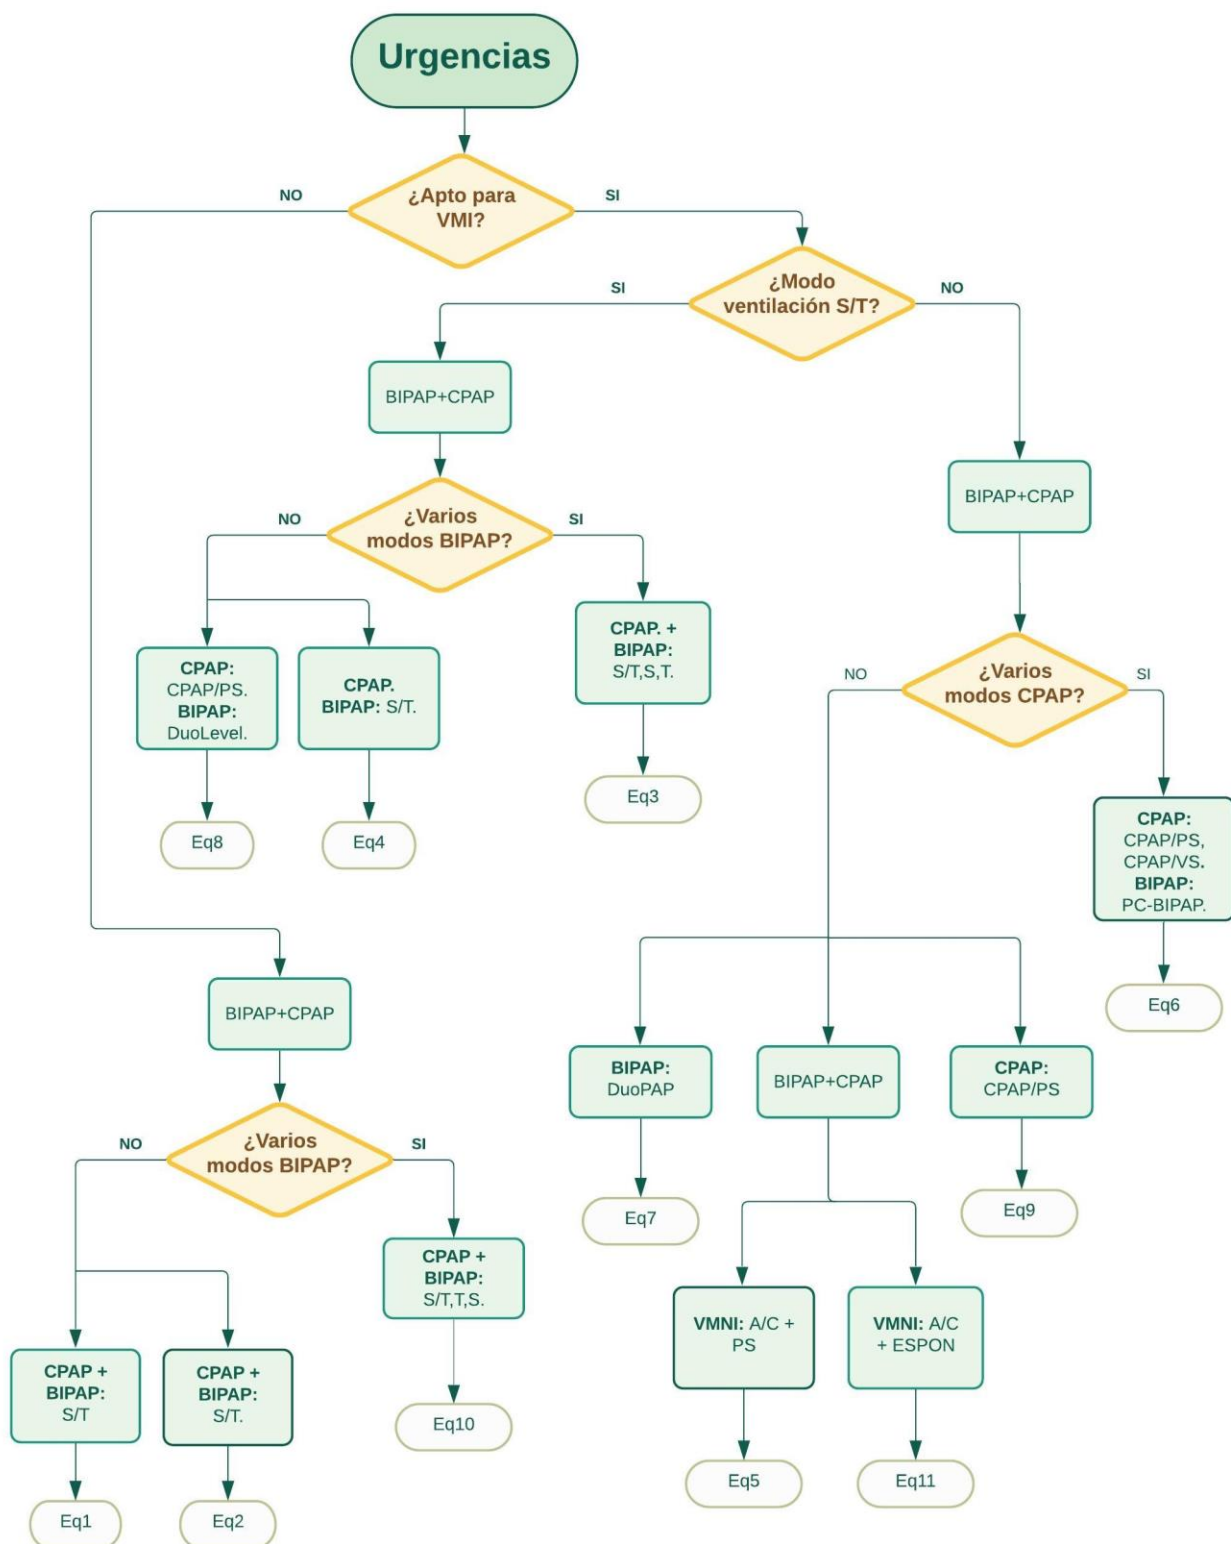 Urgencias
¿Apto para
VMI?
NO
SI
¿Modo
ventilación S/T?
SI
NO
BIPAP+CPAP
BIPAP+CPAP
¿Varios
modos BIPAP?
NO
SI
CPAP:
CPAP/PS.
BIPAP:
DuoLevel.
CPAP.
BIPAP: S/T.
CPAP. +
BIPAP:
S/T,S,T.
Eq8
Eq4
Eq3
¿Varios
modos CPAP?
NO
SI
CPAP:
CPAP/PS,
CPAP/VS.
BIPAP:
PC-BIPAP.
Eq6
BIPAP+CPAP
BIPAP:
DuoPAP
BIPAP+CPAP
CPAP:
CPAP/PS
Eq7
Eq9
¿Varios
modos BIPAP?
NO
SI
CPAP +
BIPAP:
S/T,T,S.
Eq10
VMNI: A/C +
PS
VMNI: A/C
+ ESPON
Eq5
Eq11
CPAP +
BIPAP:
S/T
CPAP +
BIPAP:
S/T.
Eq1
Eq2